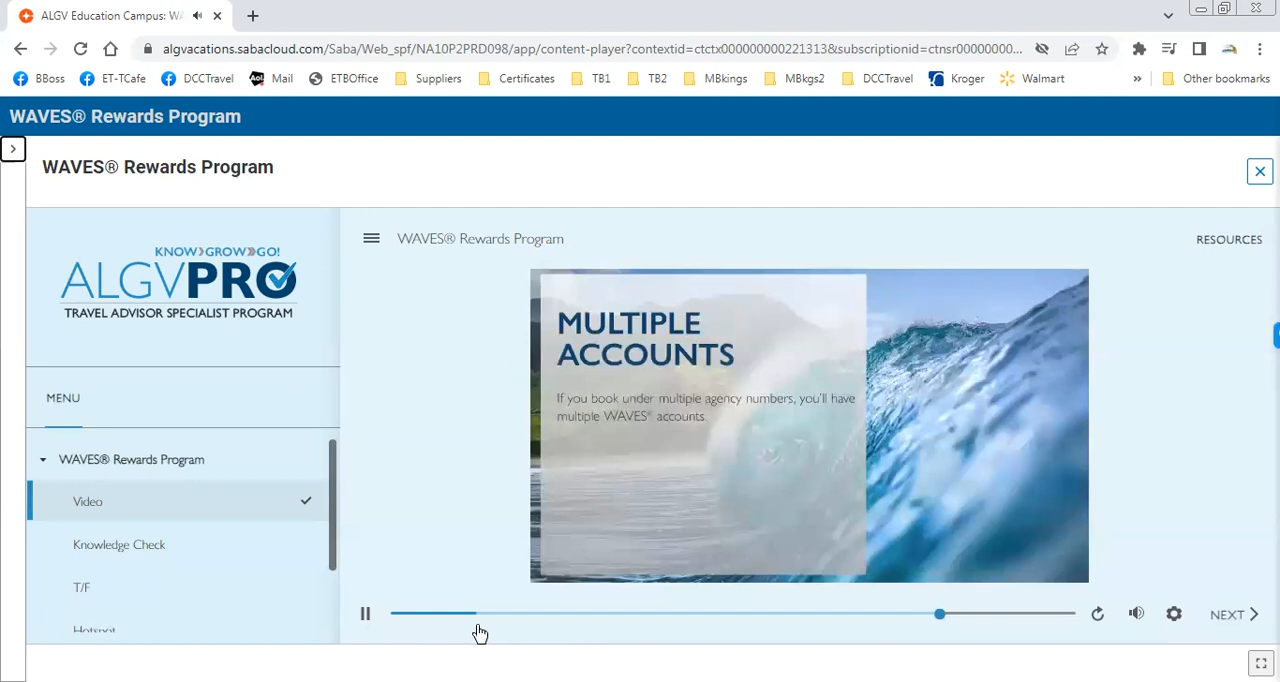 ALGV Education Campus: WA
algvacations.sabacloud.com/Saba/Web_spf/NA10P2PRD098/app/content-player?contextid=ctctx000000000221313&subscriptionid=ctnsr00000000...
BBoss
ET-TCafe
DCCTravel
Aol.
Mail
ETBOffice
Suppliers
Certificates
TB1
TB2
MBkings
MBkgs2
DCCTravel
Kroger
Walmart
»
Other bookmarks
WAVES® Rewards Program
WAVES® Rewards Program
KNOW»GROW»GO!
ALGVPRO
TRAVEL ADVISOR SPECIALIST PROGRAM
MENU
WAVES® Rewards Program
Video
Knowledge Check
T/F
Hotspot
WAVES® Rewards Program
RESOURCES
MULTIPLE
ACCOUNTS
If you book under multiple agency numbers, you'll have
multiple WAVES® accounts.
NEXT